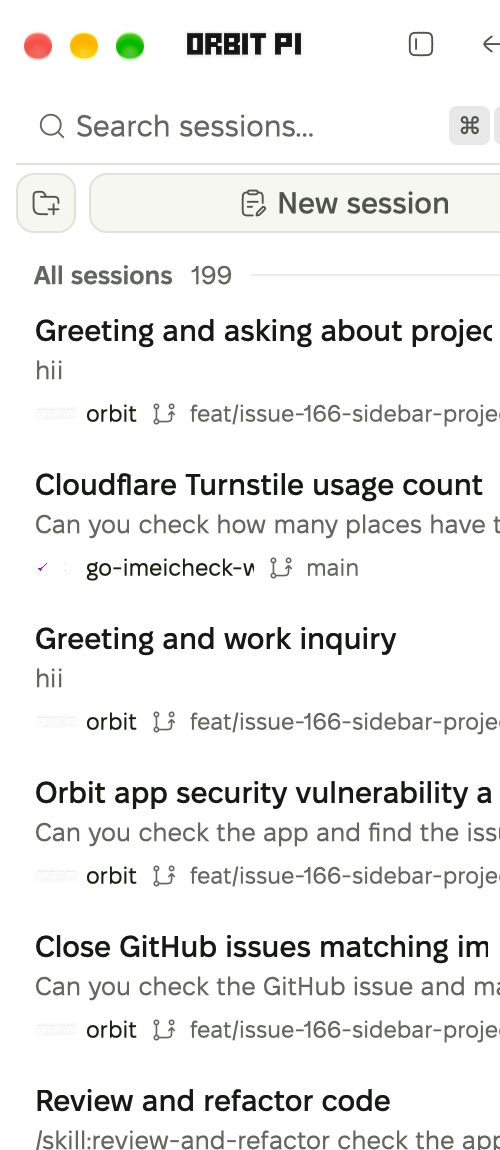 ORBIT PI
Search sessions... ⌘
New session
All sessions 199
Greeting and asking about projec
hii
orbit feat/issue-166-sidebar-proje
Cloudflare Turnstile usage count
Can you check how many places have t
go-imeicheck-w main
Greeting and work inquiry
hii
orbit feat/issue-166-sidebar-proje
Orbit app security vulnerability a
Can you check the app and find the iss
orbit feat/issue-166-sidebar-proje
Close GitHub issues matching im
Can you check the GitHub issue and ma
orbit feat/issue-166-sidebar-proje
Review and refactor code
/skill:review-and-refactor check the app